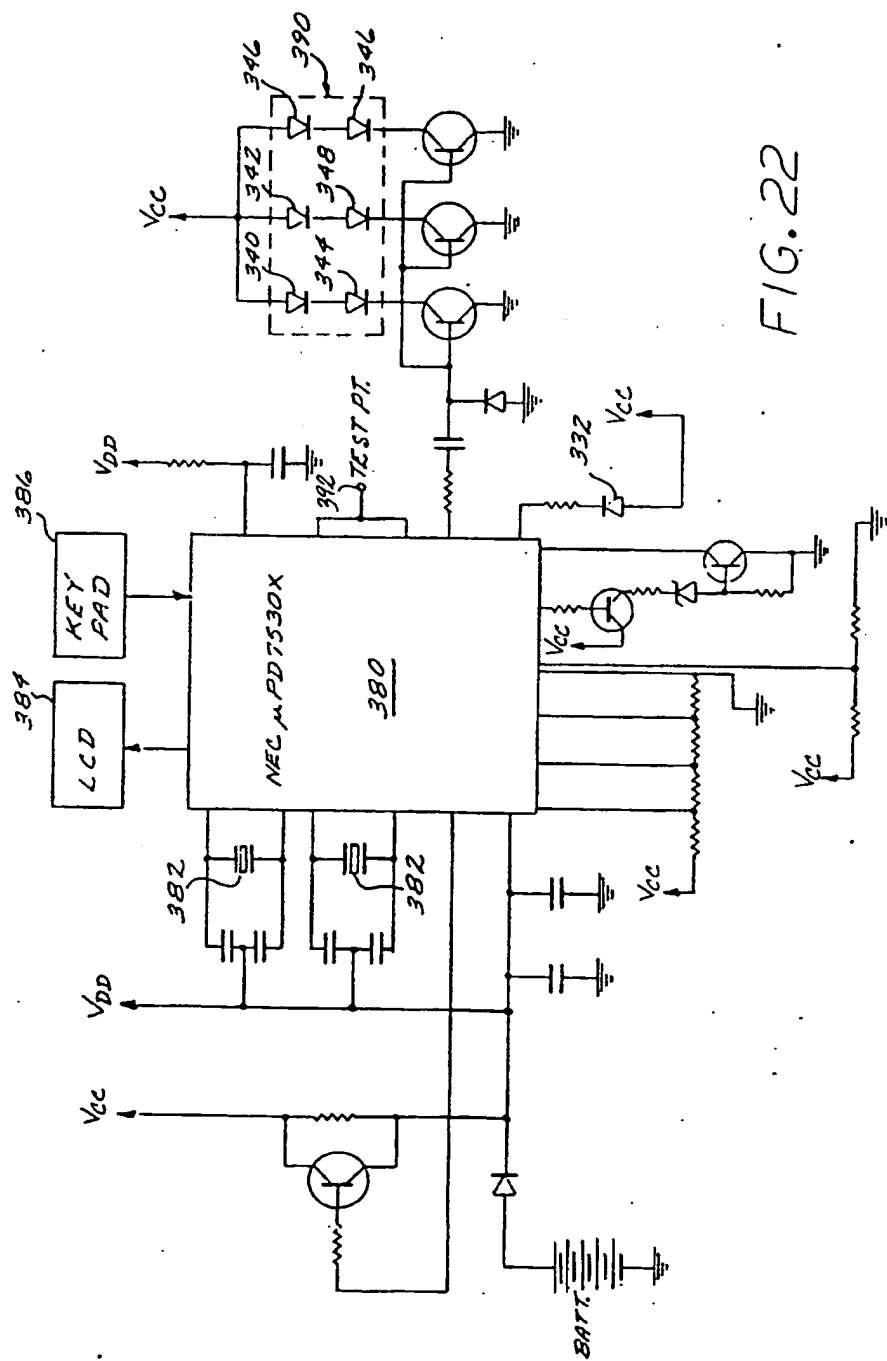 386
384
KEY PAD
LCD
NEC μPD7530X
380
382
382
VDD
VCC
BATT.
VDD
392
TEST PT.
VCC
340
342
346
390
344
348
346
332
VCC
VCC
VCC
VCC
FIG. 22